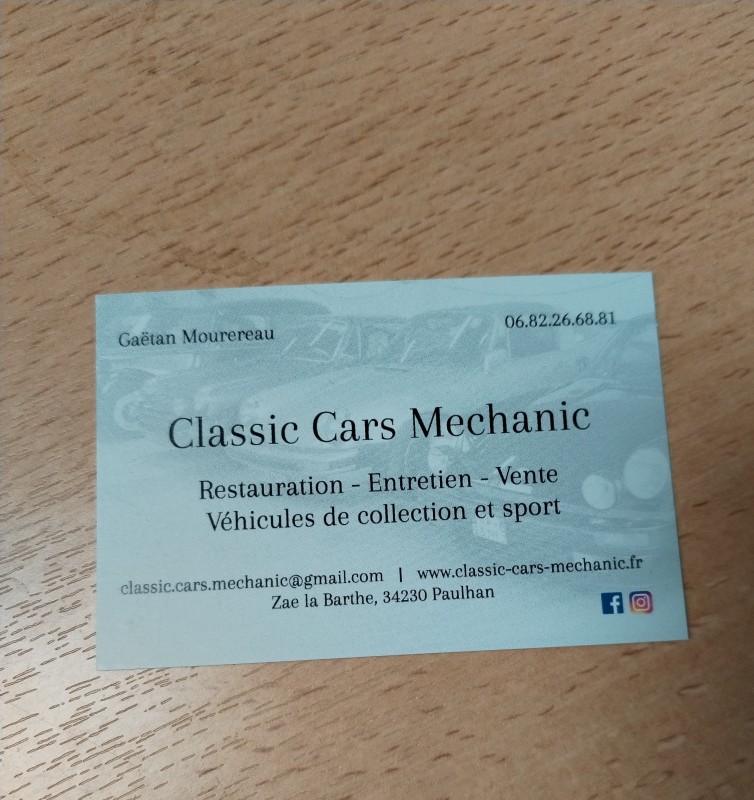 Gaëtan Mourereau
06.82.26.68.81
Classic Cars Mechanic
Restauration - Entretien - Vente
Véhicules de collection et sport
classic.cars.mechanic@gmail.com | www.classic-cars-mechanic.fr
Zae la Barthe, 34230 Paulhan